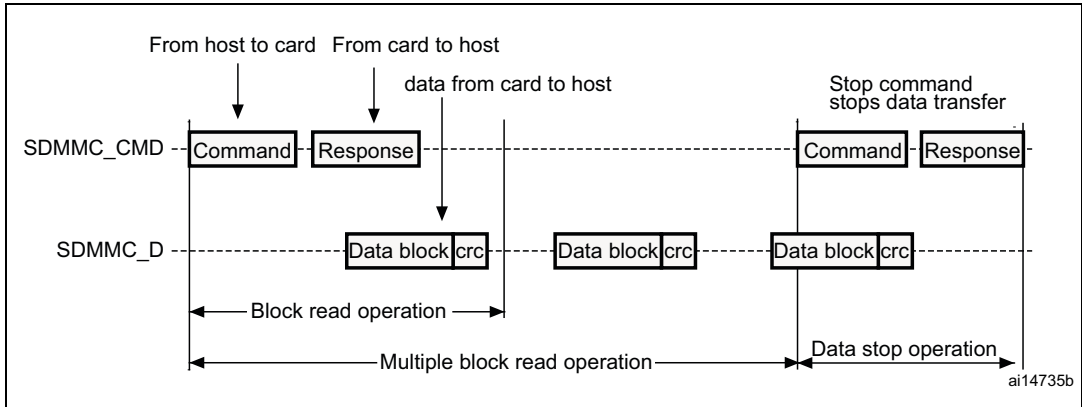 From host to card
From card to host
data from card to host
Stop command
stops data transfer
SDMMC_CMD
Command
Response
Command
Response
SDMMC_D
Data block
crc
Data block
crc
Data block
crc
Block read operation
Multiple block read operation
Data stop operation
ai14735b